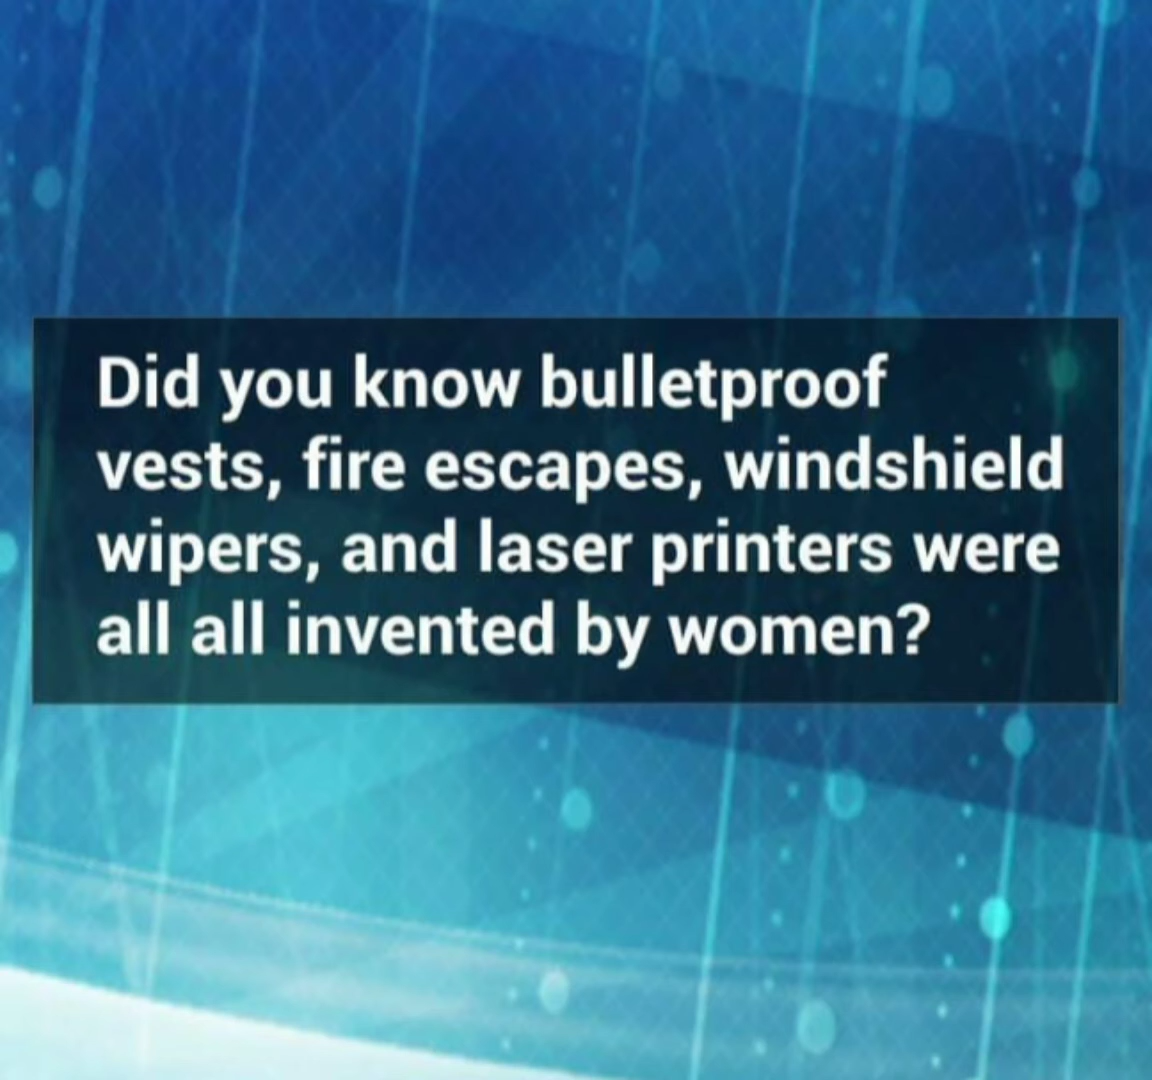 Did you know bulletproof
vests, fire escapes, windshield
wipers, and laser printers were
all all invented by women?